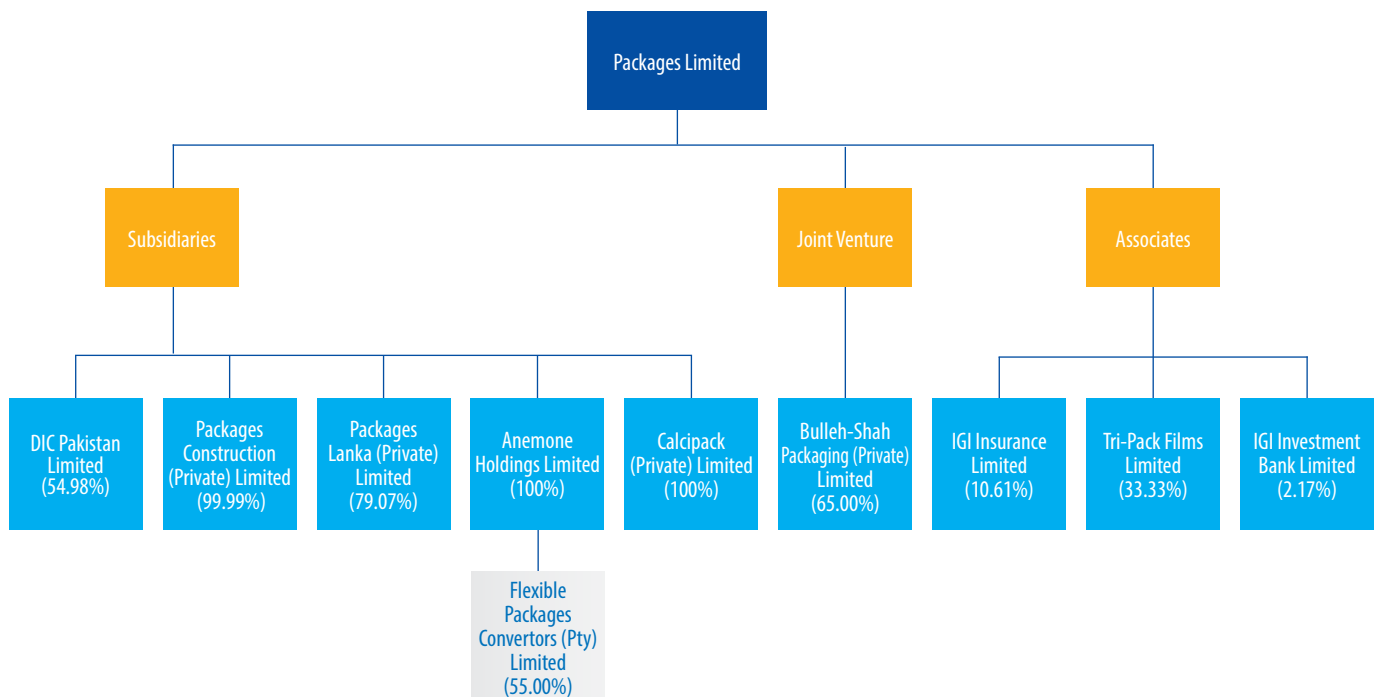 Packages Limited
Subsidiaries
Joint Venture
Associates
DIC Pakistan
Limited
(54.98%)
Packages
Construction
(Private) Limited
(99.99%)
Packages
Lanka (Private)
Limited
(79.07%)
Anemone
Holdings Limited
(100%)
Calcipack
(Private) Limited
(100%)
Bulleh-Shah
Packaging (Private)
Limited
(65.00%)
IGI Insurance
Limited
(10.61%)
Tri-Pack Films
Limited
(33.33%)
IGI Investment
Bank Limited
(2.17%)
Flexible
Packages
Convertors (Pty)
Limited
(55.00%)